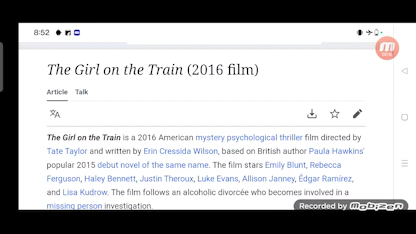 8:52
The Girl on the Train (2016 film)
Article Talk
The Girl on the Train is a 2016 American mystery psychological thriller film directed by
Tate Taylor and written by Erin Cressida Wilson, based on British author Paula Hawkins'
popular 2015 debut novel of the same name. The film stars Emily Blunt, Rebecca
Ferguson, Haley Bennett, Justin Theroux, Luke Evans, Allison Janney, Édgar Ramírez,
and Lisa Kudrow. The film follows an alcoholic divorcée who becomes involved in a
missing person investigation.
Recorded by Mobizen